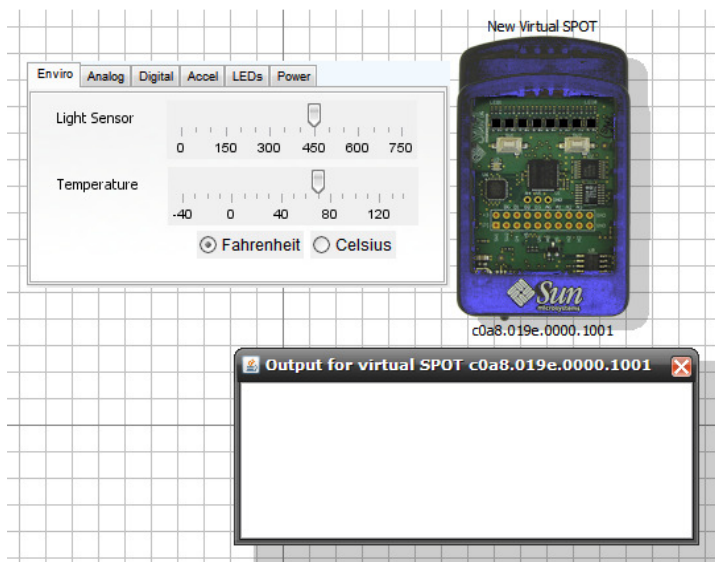 New Virtual SPOT
Enviro Analog Digital Accel LEDs Power
Light Sensor
0 150 300 450 600 750
Temperature
-40 0 40 80 120
Fahrenheit Celsius
Sun
microsystems
c0a8.019e.0000.1001
Output for virtual SPOT c0a8.019e.0000.1001